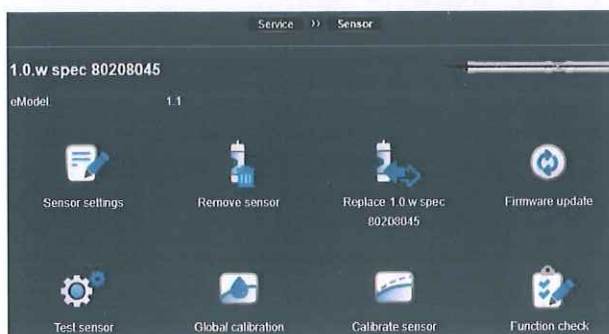 Service ›› Sensor
1.0.w spec 80208045
eModel: 1.1
Sensor settings
Remove sensor
Replace 1.0.w spec
80208045
Firmware update
Test sensor
Global calibration
Calibrate sensor
Function check